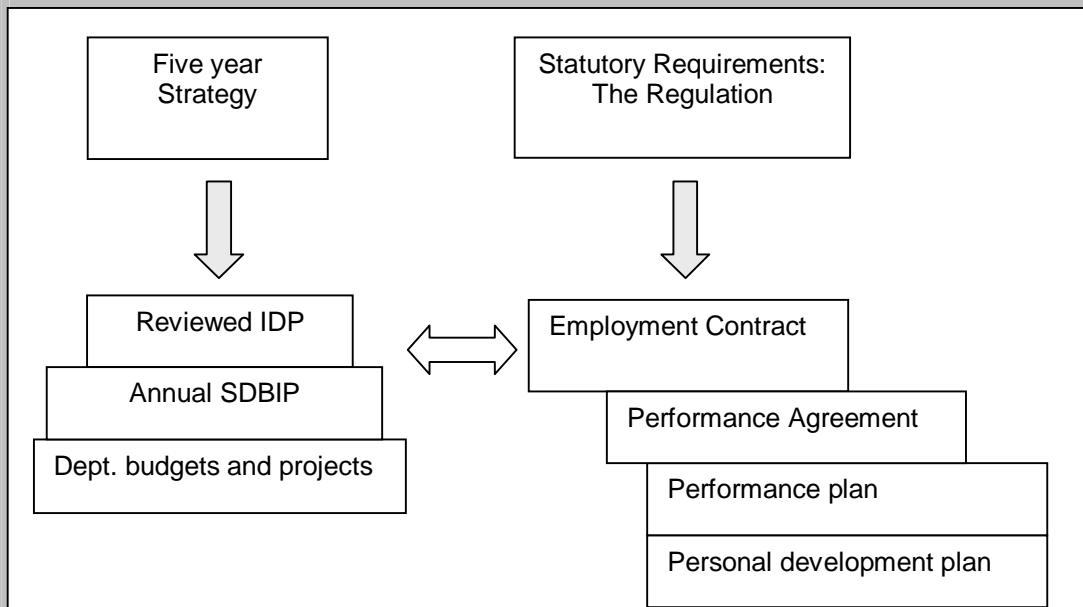 Five year
Strategy
Statutory Requirements:
The Regulation
Reviewed IDP
Annual SDBIP
Dept. budgets and projects
Employment Contract
Performance Agreement
Performance plan
Personal development plan